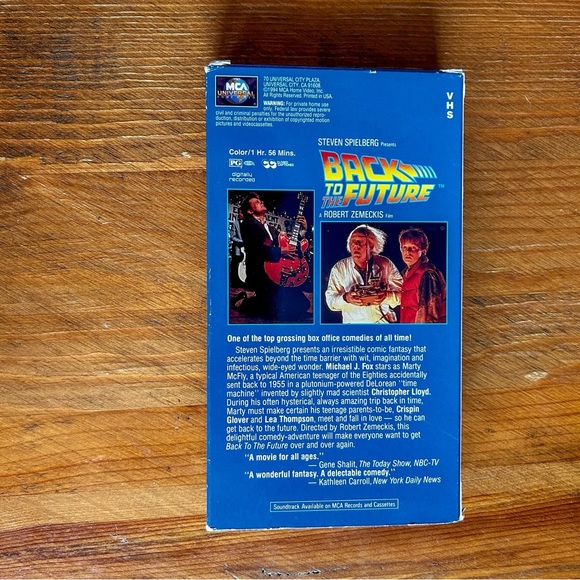 MCA
UNIVERSAL
70 UNIVERSAL CITY PLAZA
UNIVERSAL CITY, CA 91608.
©1994 MCA Home Video, Inc.
All Rights Reserved. Printed in USA.
WARNING: For private home use
only. Federal law provides severe
civil and criminal penalties for the unauthorized repro-
duction, distribution or exhibition of copyrighted motion
pictures and videocassettes.
VHS
Color/1 Hr. 56 Mins.
PG
digitally
recorded
STEVEN SPIELBERG Presents
BACK
TO
THE FUTURE™
A ROBERT ZEMECKIS Film
One of the top grossing box office comedies of all time!
Steven Spielberg presents an irresistible comic fantasy that
accelerates beyond the time barrier with wit, imagination and
infectious, wide-eyed wonder. Michael J. Fox stars as Marty
McFly, a typical American teenager of the Eighties accidentally
sent back to 1955 in a plutonium-powered DeLorean "time
machine" invented by slightly mad scientist Christopher Lloyd.
During his often hysterical, always amazing trip back in time,
Marty must make certain his teenage parents-to-be, Crispin
Glover and Lea Thompson, meet and fall in love — so he can
get back to the future. Directed by Robert Zemeckis, this
delightful comedy-adventure will make everyone want to get
Back To The Future over and over again.
"A movie for all ages."
— Gene Shalit, The Today Show, NBC-TV
"A wonderful fantasy. A delectable comedy."
— Kathleen Carroll, New York Daily News
Soundtrack Available on MCA Records and Cassettes